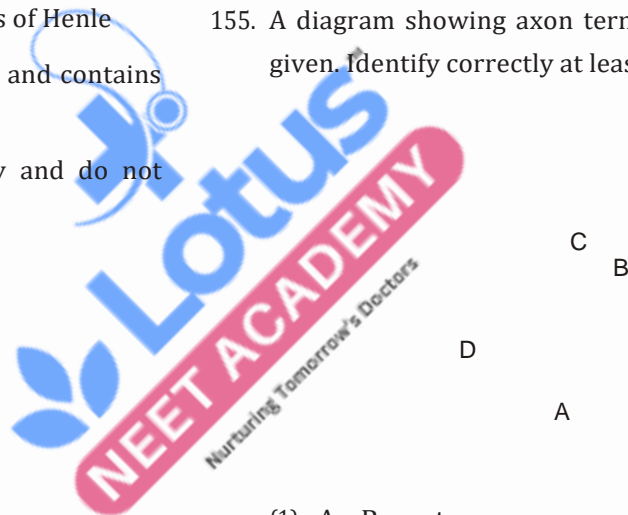 s of Henle
and contains
y and do not
155. A diagram showing axon tern
given. Identify correctly at leas
C
B
D
A
Lotus
NEET ACADEMY
Nurturing Tomorrow's Doctors